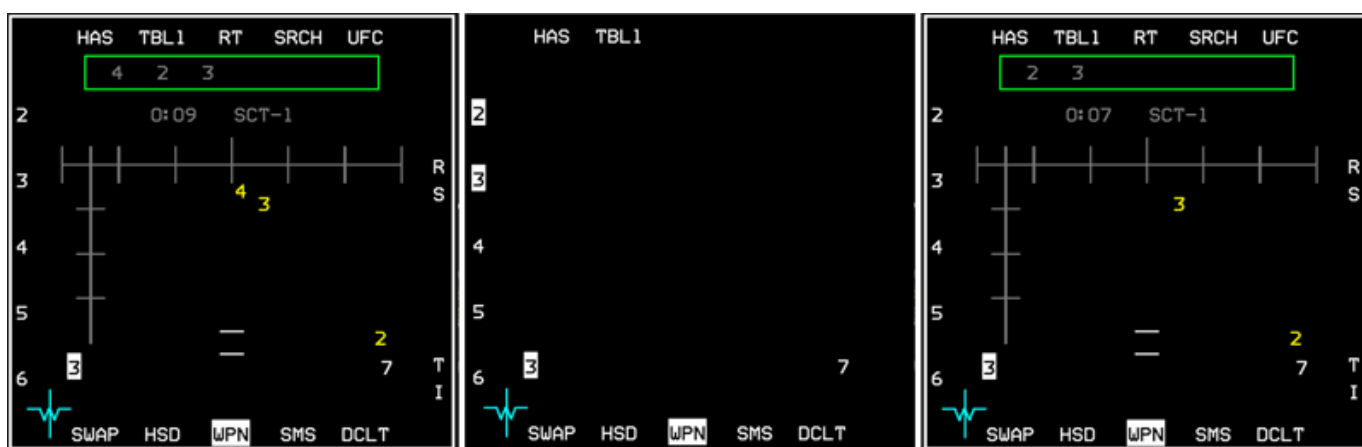 HAS TBL1 RT SRCH UFC
4 2 3
2 0:09 SCT-1
3 R
S
4
3
4
5
2
3 7 T
6 I
SWAP HSD WPN SMS DCLT
HAS TBL1
2
3
4
5
3 7
6
SWAP HSD WPN SMS DCLT
HAS TBL1 RT SRCH UFC
2 3
2 0:07 SCT-1
3 R
S
3
4
5
2
3 7 T
6 I
SWAP HSD WPN SMS DCLT